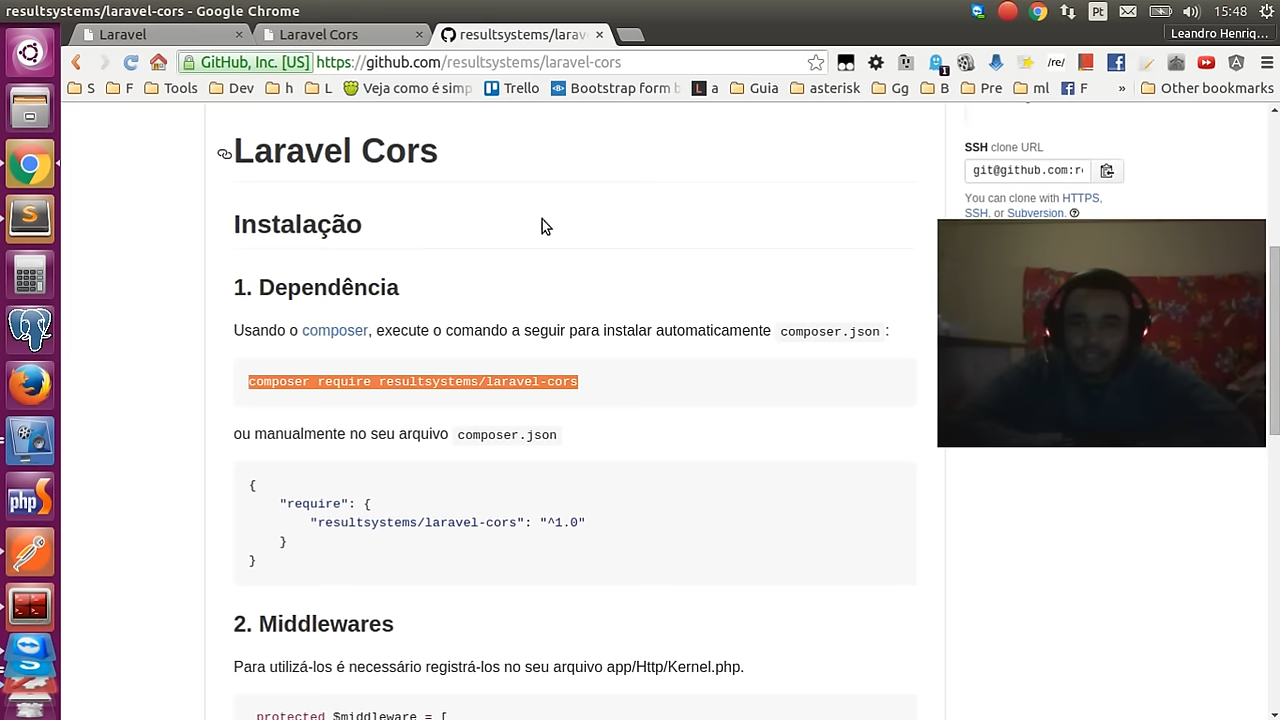 resultsystems/laravel-cors - Google Chrome
Pt
15:48
Laravel
Laravel Cors
resultsystems/larav
Leandro Henriq...
GitHub, Inc. [US]
https://github.com/resultsystems/laravel-cors
/re/
1
S
F
Tools
Dev
h
L
Veja como é simp
Trello
Bootstrap form b
L a
Guia
asterisk
Gg
B
Pre
ml
F
»
Other bookmarks
Laravel Cors
SSH clone URL
git@github.com:r
You can clone with HTTPS,
SSH, or Subversion.
Instalação
1. Dependência
Usando o composer, execute o comando a seguir para instalar automaticamente composer.json :
composer require resultsystems/laravel-cors
ou manualmente no seu arquivo composer.json
{
"require": {
"resultsystems/laravel-cors": "^1.0"
}
}
2. Middlewares
Para utilizá-los é necessário registrá-los no seu arquivo app/Http/Kernel.php.
protected $middleware = [
php
S